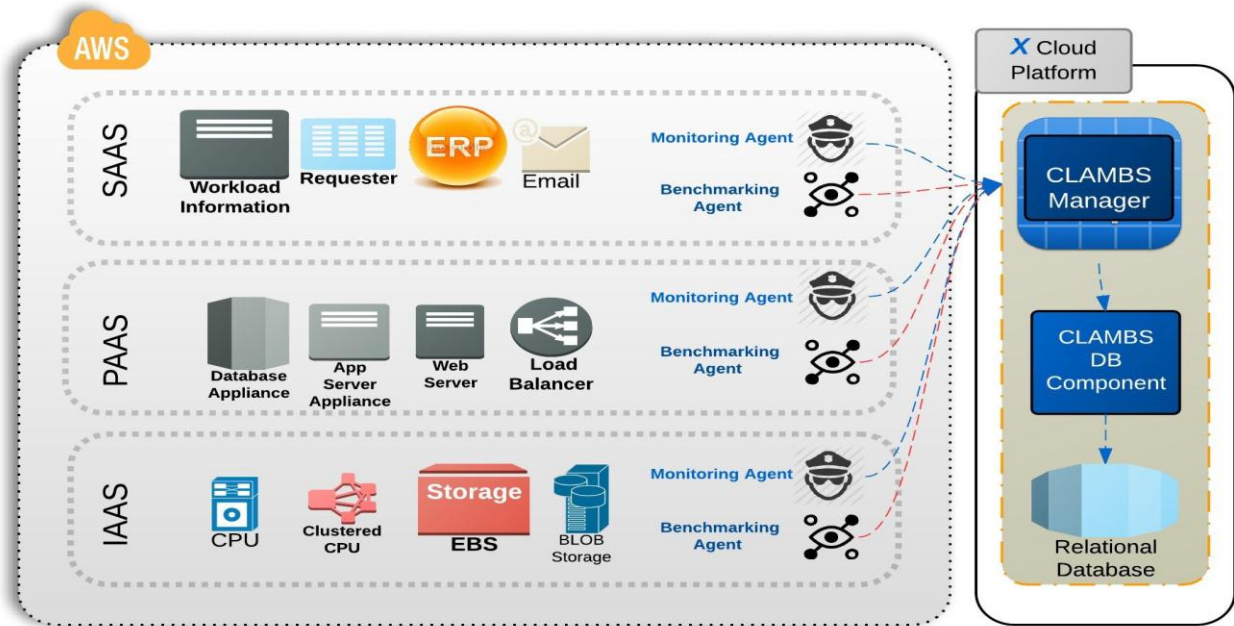 AWS
X Cloud
Platform
SAAS
Workload
Information
Requester
ERP
@
Email
Monitoring Agent
Benchmarking
Agent
PAAS
Database
Appliance
App
Server
Appliance
Web
Server
Load
Balancer
Monitoring Agent
Benchmarking
Agent
IAAS
CPU
Clustered
CPU
Storage
EBS
BLOB
Storage
Monitoring Agent
Benchmarking
Agent
CLAMBS
Manager
CLAMBS
DB
Component
Relational
Database